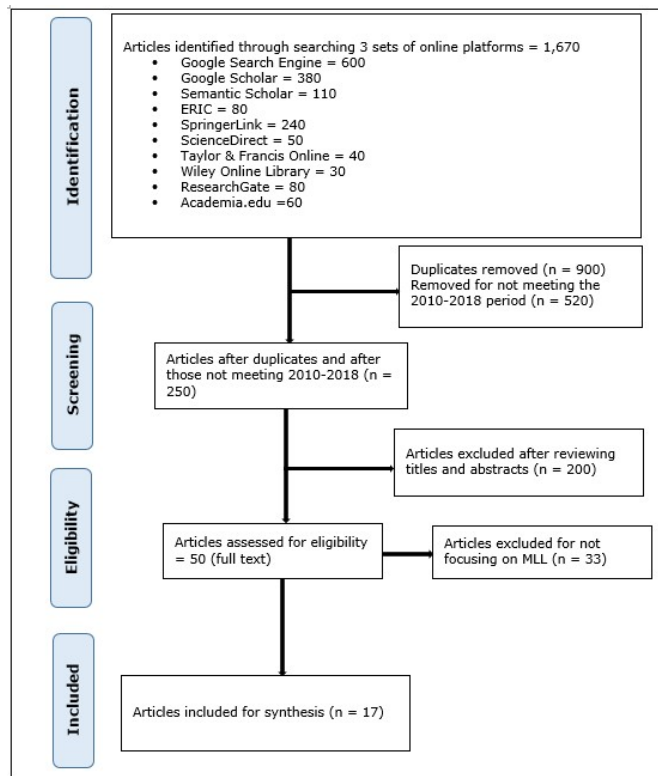 Identification
Articles identified through searching 3 sets of online platforms = 1,670
• Google Search Engine = 600
• Google Scholar = 380
• Semantic Scholar = 110
• ERIC = 80
• SpringerLink = 240
• ScienceDirect = 50
• Taylor & Francis Online = 40
• Wiley Online Library = 30
• ResearchGate = 80
• Academia.edu =60
Duplicates removed (n = 900)
Removed for not meeting the
2010-2018 period (n = 520)
Screening
Articles after duplicates and after
those not meeting 2010-2018 (n =
250)
Articles excluded after reviewing
titles and abstracts (n = 200)
Eligibility
Articles assessed for eligibility
= 50 (full text)
Articles excluded for not
focusing on MLL (n = 33)
Included
Articles included for synthesis (n = 17)